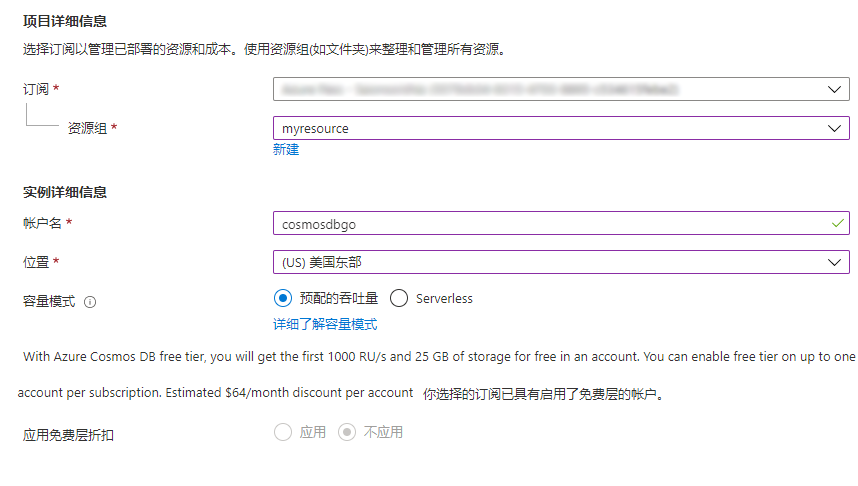 项目详细信息
选择订阅以管理已部署的资源和成本。使用资源组(如文件夹)来整理和管理所有资源。
订阅 *
资源组 * myresource
新建
实例详细信息
帐户名 * cosmosdbgo
位置 * (US) 美国东部
容量模式 预配的吞吐量 Serverless
详细了解容量模式
With Azure Cosmos DB free tier, you will get the first 1000 RU/s and 25 GB of storage for free in an account. You can enable free tier on up to one
account per subscription. Estimated $64/month discount per account 你选择的订阅已具有启用了免费层的帐户。
应用免费层折扣 应用 不应用